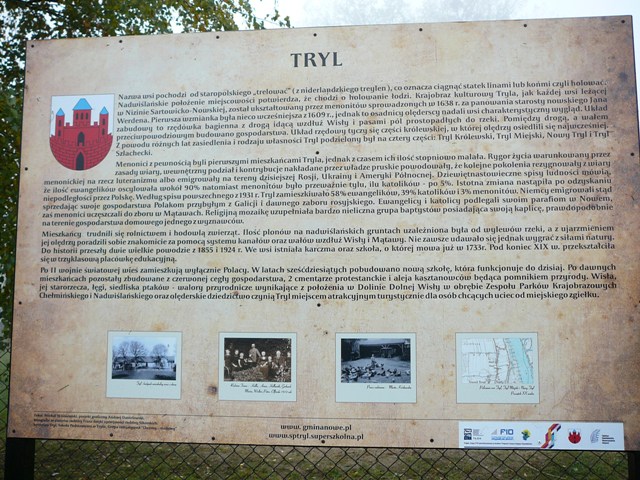 TRYL
Nazwa wsi pochodzi od staropolskiego „trelować" (z niderlandzkiego treylen), co oznacza ciągnąć statek linami lub końmi czyli holować.
Nadwiślańskie położenie miejscowości potwierdza, że chodzi o holowanie łodzi. Krajobraz kulturowy Tryla, jak każdej wsi leżącej
w Nizinie Sartowicko-Nowskiej, został ukształtowany przez menonitów sprowadzonych w 1638 r. za panowania starosty nowskiego Jana
Werdena. Pierwsza wzmianka była nieco wcześniejsza z 1609 r., jednak to osadnicy olęderscy nadali wsi charakterystyczny wygląd. Układ
zabudowy to rzędówka bagienna z drogą idącą wzdłuż Wisły i pasami pól prostopadłych do rzeki. Pomiędzy drogą, a wałem
przeciwpowodziowym budowano gospodarstwa. Układ rzędowy tyczy się części królewskiej, w której olędrzy osiedlili się najwcześniej.
Z powodu różnych lat zasiedlenia i rodzaju własności Tryl podzielony był na cztery części: Tryl Królewski, Tryl Miejski, Nowy Tryl i Tryl
Szlachecki.
Menonici z pewnością byli pierwszymi mieszkańcami Tryla, jednak z czasem ich ilość stopniowo malała. Rygor życia uwarunkowany przez
zasady wiary, wewnętrzny podział i kontrybucje nakładane przez władze pruskie powodowały, że kolejne pokolenia rezygnowały z wiary
menonickiej na rzecz luteranizmu albo emigrowały na tereny dzisiejszej Rosji, Ukrainy i Ameryki Północnej. Dziewiętnastowieczne spisy ludności mówią,
że ilość ewangelików oscylowała wokół 90% natomiast menonitów było przeważnie tylu, itu katolików - po 5%. Istotna zmiana nastąpiła po odzyskaniu
niepodległości przez Polskę. Według spisu powszechnego z 1931 r. Tryl zamieszkiwało 58% ewangelików, 39% katolików i 3% menonitów. Niemcy emigrowali stąd
sprzedając swoje gospodarstwa Polakom przybyłym z Galicji i dawnego zaboru rosyjskiego. Ewangelicy i katolicy podlegali swoim parafiom w Nowem,
zaś menonici uczęszczali do zboru w Mątawach. Religijną mozaikę uzupełniała bardzo nieliczna grupa baptystów posiadająca swoją kaplicę, prawdopodobnie
na terenie gospodarstwa domowego jednego z wyznawców.
Mieszkańcy trudnili się rolnictwem i hodowlą zwierząt. Ilość plonów na nadwiślańskich gruntach uzależniona była od wylewów rzeki, a z ujarzmieniem
jej olędrzy poradzili sobie znakomicie za pomocą systemu kanałów oraz wałów wzdłuż Wisły i Mątawy. Nie zawsze udawało się jednak wygrać z siłami natury.
Do historii przeszły dwie wielkie powodzie z 1855 i 1924 r. We wsi istniała karczma oraz szkoła, o której mowa już w 1733r. Pod koniec XIX w. przekształciła
się w trzyklasową placówkę edukacyjną.
Po II wojnie światowej wieś zamieszkują wyłącznie Polacy. W latach sześćdziesiątych pobudowano nową szkołę, która funkcjonuje do dzisiaj. Po dawnych
mieszkańcach pozostały zbudowane z czerwonej cegły gospodarstwa, 2 cmentarze protestanckie i aleja kasztanowców będąca pomnikiem przyrody. Wisła,
jej starorzecza, łęgi, siedliska ptaków - walory przyrodnicze wynikające z położenia w Dolinie Dolnej Wisły w obrębie Zespołu Parków Krajobrazowych
Chełmińskiego i Nadwiślańskiego oraz olęderskie dziedzictwo czynią Tryl miejscem atrakcyjnym turystycznie dla osób chcących uciec od miejskiego zgiełku.
www.gminanowe.pl
www.sptryl.superszkolna.pl
FIO